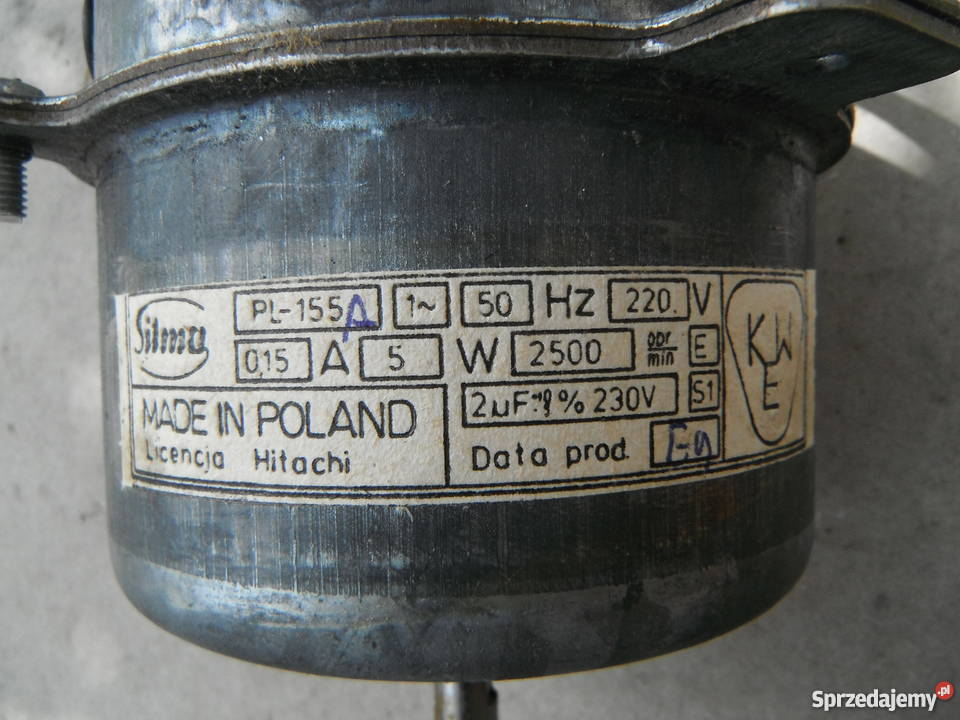 Silma PL-155A 1~ 50 Hz 220. V
0,15 A 5 W 2500 obr/min E
MADE IN POLAND 2µF 230V S1
Licencja Hitachi Data prod.
KWE
Sprzedajemy.pl